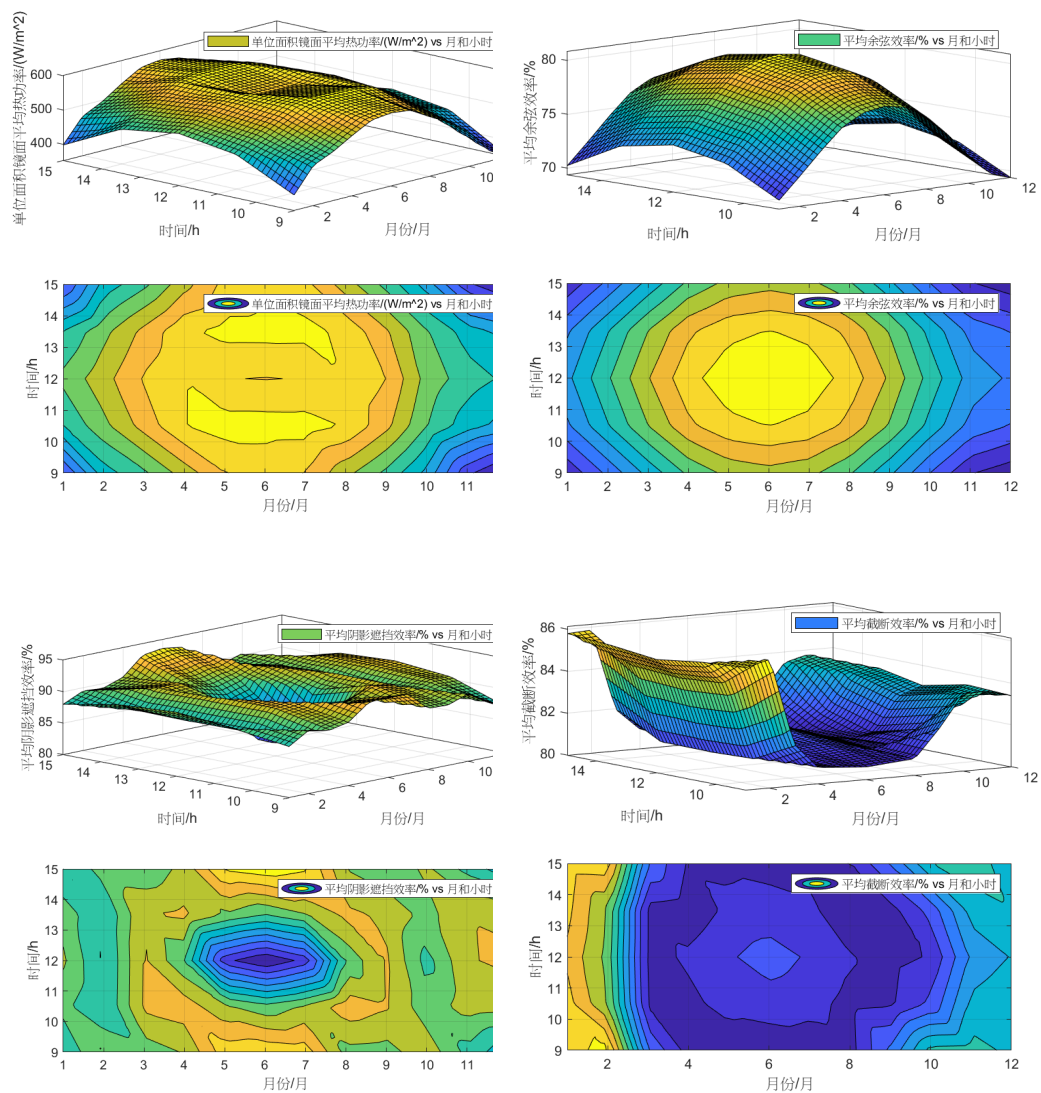 单位面积镜面平均热功率/(W/m^2)
单位面积镜面平均热功率/(W/m^2) vs 月和小时
600
500
400
15
14
13
12
11
10
9
2
4
6
8
10
时间/h
月份/月
平均余弦效率/%
平均余弦效率/% vs 月和小时
80
75
70
14
12
10
2
4
6
8
10
12
时间/h
月份/月
单位面积镜面平均热功率/(W/m^2) vs 月和小时
时间/h
15
14
13
12
11
10
9
1 2 3 4 5 6 7 8 9 10 11
月份/月
平均余弦效率/% vs 月和小时
时间/h
15
14
13
12
11
10
9
1 2 3 4 5 6 7 8 9 10 11 12
月份/月
平均阴影遮挡效率/%
平均阴影遮挡效率/% vs 月和小时
95
90
85
80
15
14
13
12
11
10
9
2
4
6
8
10
时间/h
月份/月
平均截断效率/%
平均截断效率/% vs 月和小时
86
84
82
80
14
12
10
2
4
6
8
10
12
时间/h
月份/月
平均阴影遮挡效率/% vs 月和小时
时间/h
15
14
13
12
11
10
9
1 2 3 4 5 6 7 8 9 10 11
月份/月
平均截断效率/% vs 月和小时
时间/h
15
14
13
12
11
10
9
2 4 6 8 10 12
月份/月